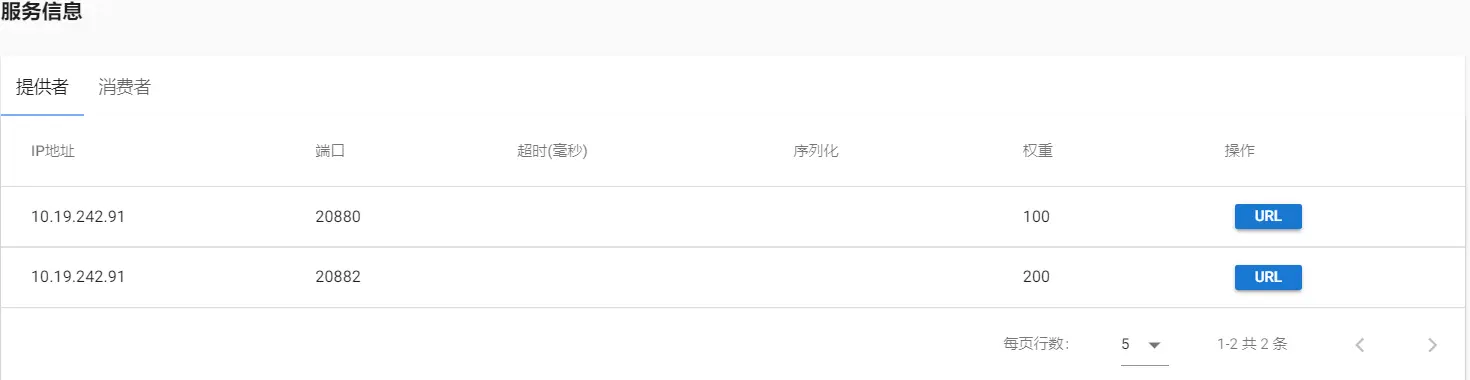 服务信息
提供者 消费者
IP地址 端口 超时(毫秒) 序列化 权重 操作
10.19.242.91 20880 100 URL
10.19.242.91 20882 200 URL
每页行数: 5 1-2 共 2 条